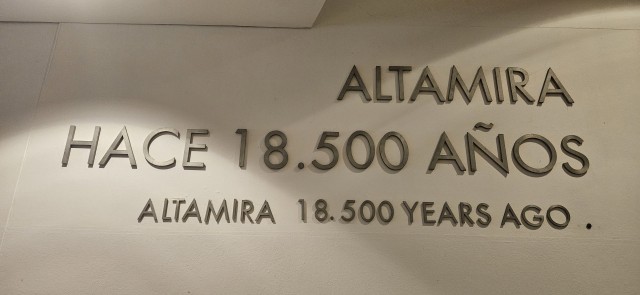 ALTAMIRA
HACE 18.500 AÑOS
ALTAMIRA 18.500 YEARS AGO .